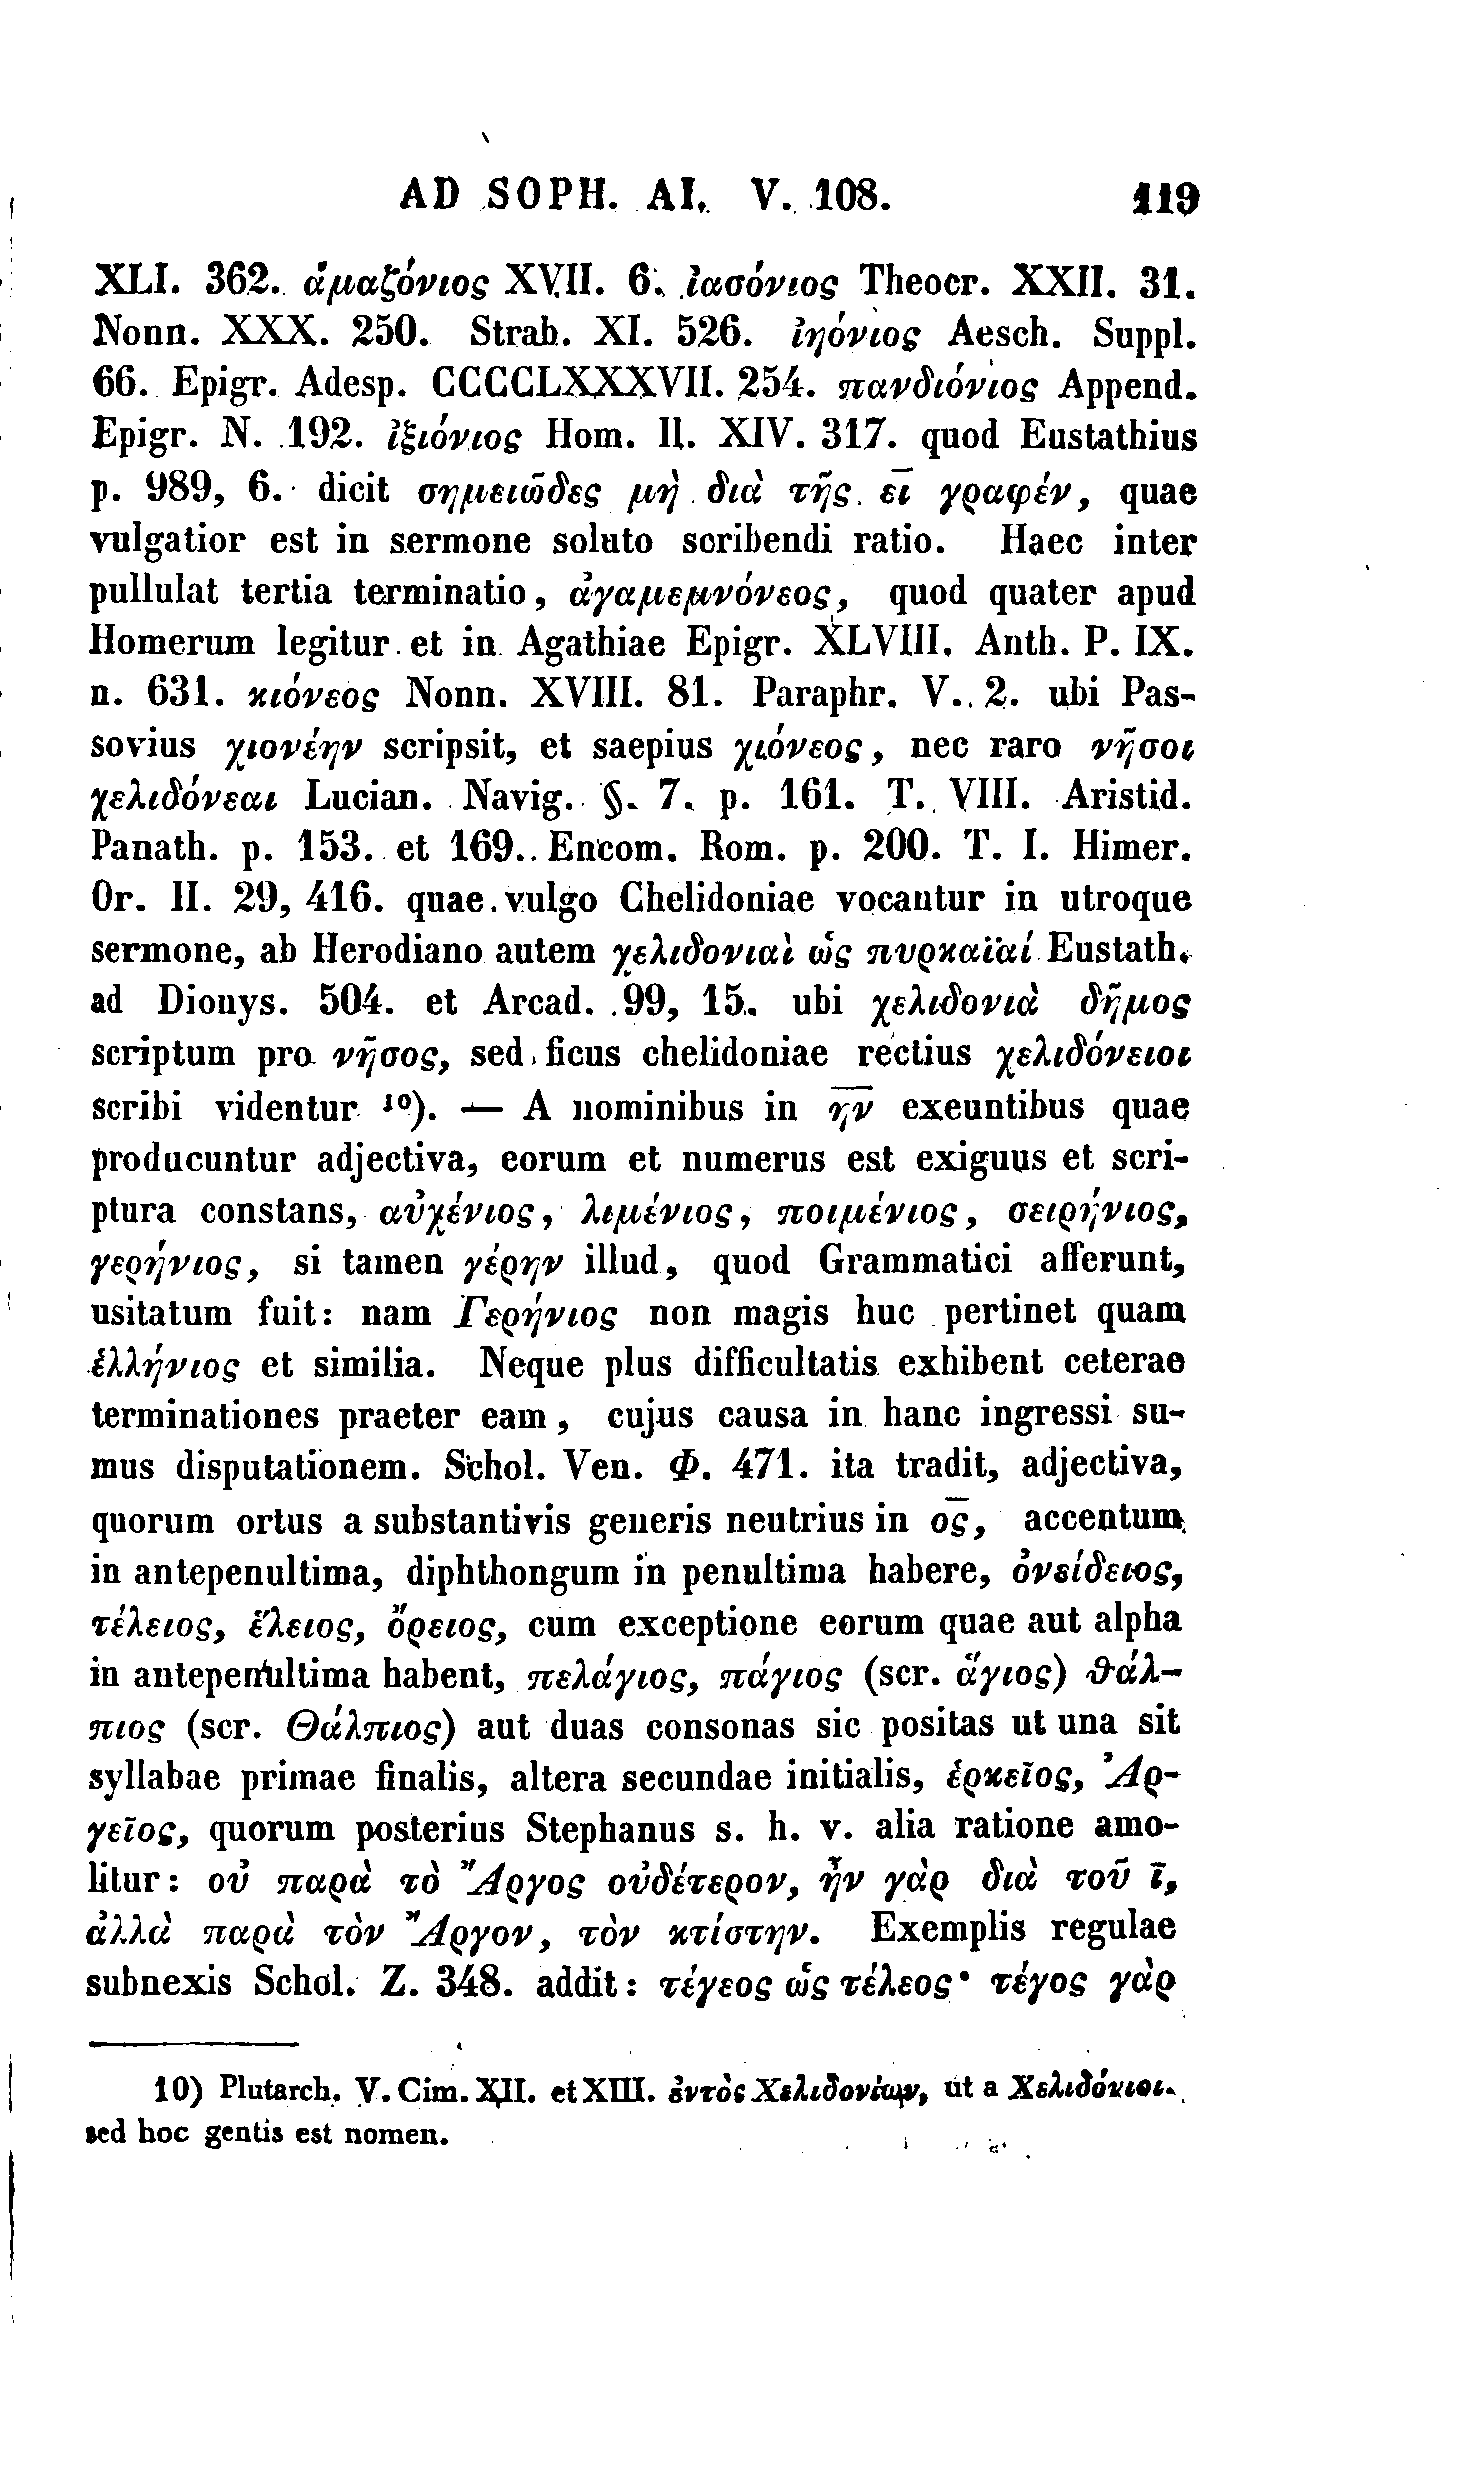 AD SOPH. AI. V. 108. 119
XLI. 362. ἀμαζόνιος XVII. 6. ἰασόνιος Theocr. XXII. 31.
Nonn. XXX. 250. Strab. XI. 526. ἰηόνιος Aesch. Suppl.
66. Epigr. Adesp. CCCCLXXXVII. 254. πανδιόνιος Append.
Epigr. N. 192. ἰξιόνιος Hom. Il. XIV. 317. quod Eustathius
p. 989, 6. dicit σημειῶδες μὴ διὰ τῆς ει̅ γραφέν, quae
vulgatior est in sermone soluto scribendi ratio. Haec inter
pullulat tertia terminatio, ἀγαμεμνόνεος, quod quater apud
Homerum legitur et in Agathiae Epigr. XLVIII. Anth. P. IX.
n. 631. κιόνεος Nonn. XVIII. 81. Paraphr. V. 2. ubi Pas-
sovius χιονέην scripsit, et saepius χιόνεος, nec raro νῆσοι
χελιδόνεαι Lucian. Navig. §. 7. p. 161. T. VIII. Aristid.
Panath. p. 153. et 169. Encom. Rom. p. 200. T. I. Himer.
Or. II. 29, 416. quae vulgo Chelidoniae vocantur in utroque
sermone, ab Herodiano autem χελιδονιαὶ ὡς πυρκαϊαί Eustath.
ad Dionys. 504. et Arcad. 99, 15. ubi χελιδονιὰ δῆμος
scriptum pro νῆσος, sed ficus chelidoniae rectius χελιδόνειοι
scribi videntur ¹⁰). — A nominibus in η̅ν̅ exeuntibus quae
producuntur adjectiva, eorum et numerus est exiguus et scri-
ptura constans, αὐχένιος, λιμένιος, ποιμένιος, σειρήνιος,
γερήνιος, si tamen γέρην illud, quod Grammatici afferunt,
usitatum fuit: nam Γερήνιος non magis huc pertinet quam
ἑλλήνιος et similia. Neque plus difficultatis exhibent ceterae
terminationes praeter eam, cujus causa in hanc ingressi su-
mus disputationem. Schol. Ven. Φ. 471. ita tradit, adjectiva,
quorum ortus a substantivis generis neutrius in ο̅ς̅, accentum
in antepenultima, diphthongum in penultima habere, ὀνείδειος,
τέλειος, ἕλειος, ὄρειος, cum exceptione eorum quae aut alpha
in antepenultima habent, πελάγιος, πάγιος (scr. ἅγιος) θάλ-
πιος (scr. Θάλπιος) aut duas consonas sic positas ut una sit
syllabae primae finalis, altera secundae initialis, ἑρκεῖος, Ἀρ-
γεῖος, quorum posterius Stephanus s. h. v. alia ratione amo-
litur: οὐ παρὰ τὸ Ἄργος οὐδέτερον, ἦν γὰρ διὰ τοῦ ι̅,
ἀλλὰ παρὰ τὸν Ἄργον, τὸν κτίστην. Exemplis regulae
subnexis Schol. Z. 348. addit: τέγεος ὡς τέλεος· τέγος γὰρ
10) Plutarch. V. Cim. XII. et XIII. ἐντὸς Χελιδονίων, ut a Χελιδόνιοι.
sed hoc gentis est nomen.